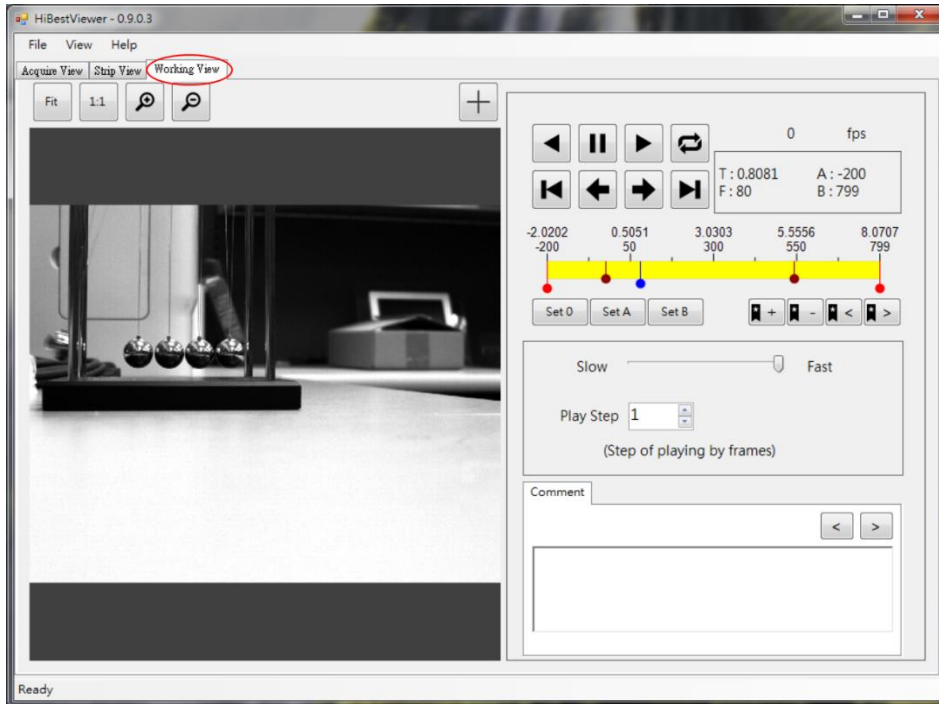 HiBestViewer - 0.9.0.3
File View Help
Acquire View Strip View Working View
Fit 1:1
0 fps
T : 0.8081 A : -200
F : 80 B : 799
-2.0202 0.5051 3.0303 5.5556 8.0707
-200 50 300 550 799
Set 0 Set A Set B + - < >
Slow Fast
Play Step 1
(Step of playing by frames)
Comment
< >
Ready